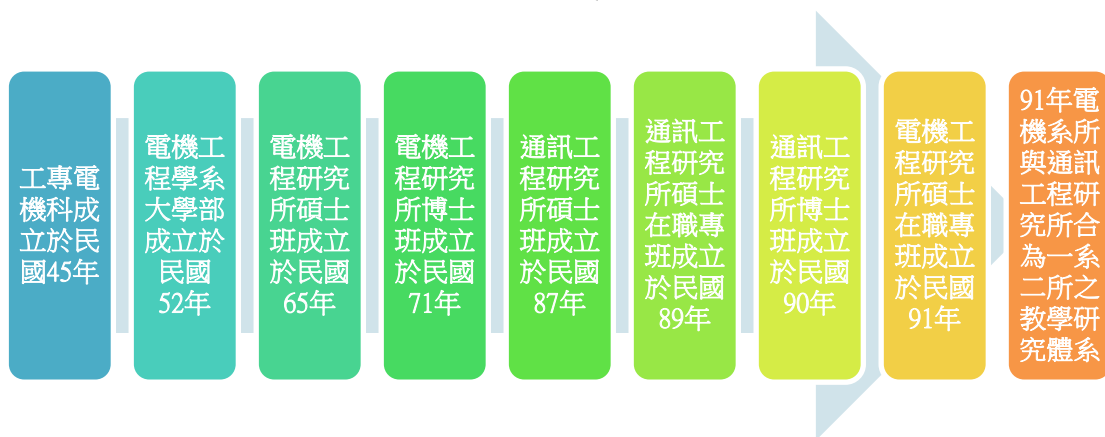 工專電
機科成
立於民
國45年
電機工
程學系
大學部
成立於
民國
52年
電機工
程研究
所碩士
班成立
於民國
65年
電機工
程研究
所博士
班成立
於民國
71年
通訊工
程研究
所碩士
班成立
於民國
87年
通訊工
程研究
所碩士
在職專
班成立
於民國
89年
通訊工
程研究
所博士
班成立
於民國
90年
電機工
程研究
所碩士
在職專
班成立
於民國
91年
91年電
機系所
與通訊
工程研
究所合
為一系
二所之
教學研
究體系